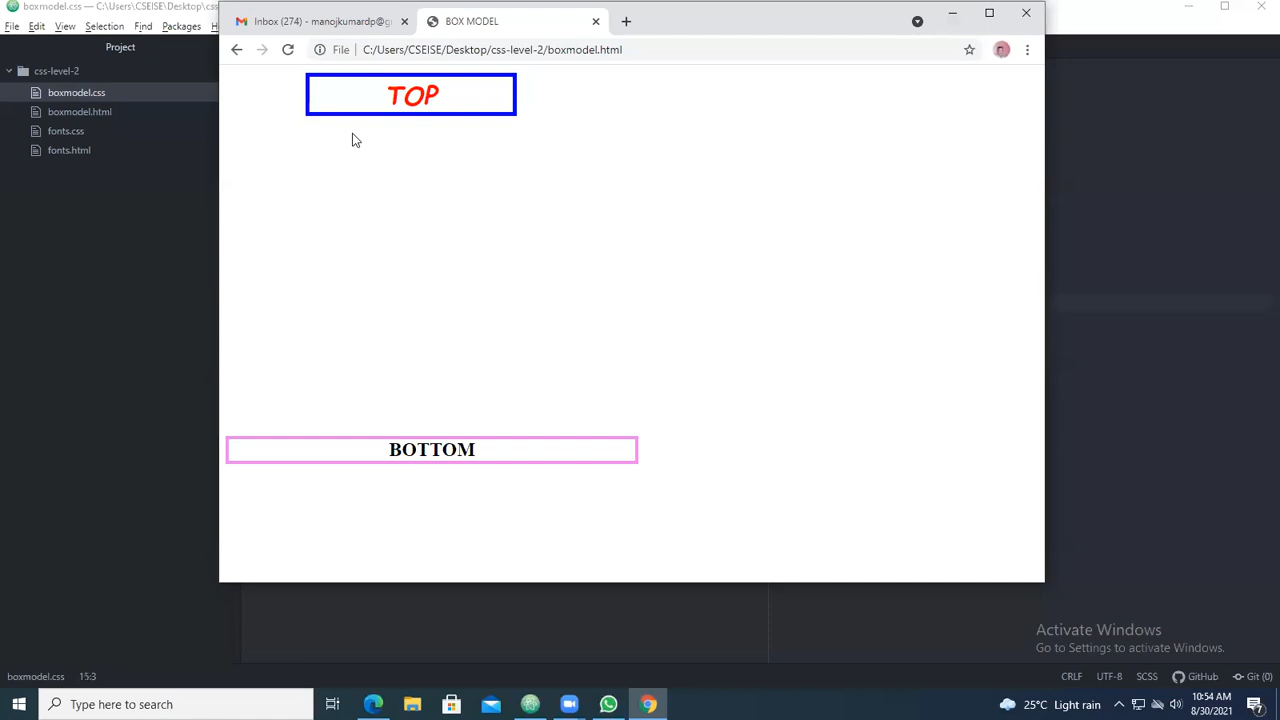 boxmodel.css — C:\Users\CSEISE\Desktop\cs
File Edit View Selection Find Packages H
Project
css-level-2
boxmodel.css
boxmodel.html
fonts.css
fonts.html
Inbox (274) - manojkumardp@g
BOX MODEL
File C:/Users/CSEISE/Desktop/css-level-2/boxmodel.html
TOP
BOTTOM
Activate Windows
Go to Settings to activate Windows.
boxmodel.css 15:3
CRLF UTF-8 SCSS GitHub Git (0)
Type here to search
25°C Light rain
10:54 AM
8/30/2021
7